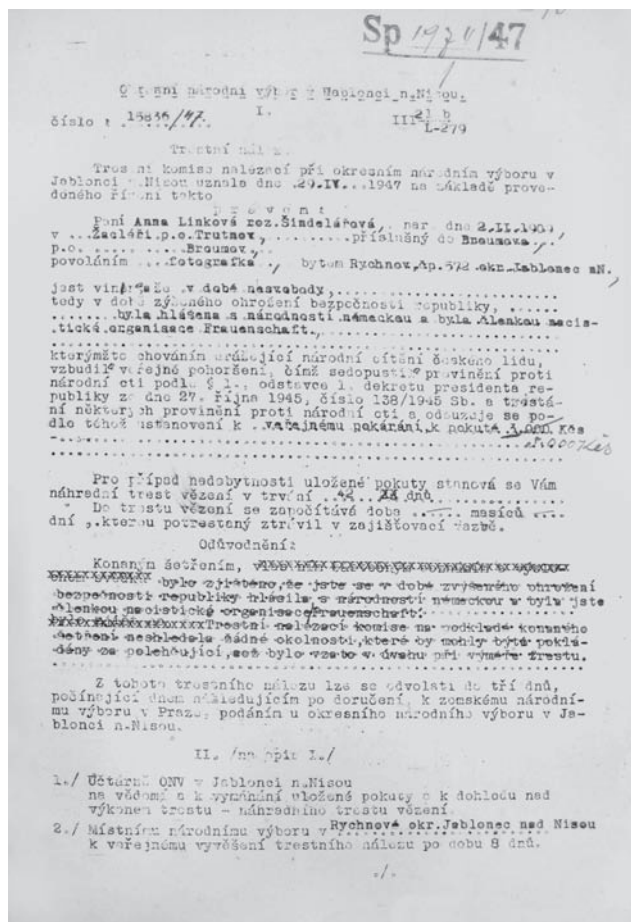 Sp 47
Okresní národní výbor v Jablonci n.Nisou.
číslo : 15836/47 I. III 21 b
L-279
Trestní nález.
Trestní komise nalézací při okresním národním výboru v
Jablonci n.Nisou uznala dne .29.IV... 1947 na základě prove-
deného řízení takto
p r á v e m :
Paní Anna Linková roz.Šindelářová, nar. dne 2.II.1909
v ...Žacléři.p.o.Trutnov,.........příslušný do Broumova.,
p.o. ....... Broumov,
povoláním ....fotografka ., bytem Rychnov,čp.572 okr.Jablonec nN.,
jest vinen, že .v době nesvobody,
tedy v době zvýšeného ohrožení bezpečnosti republiky,
.......byla hlášena s národností německou a byla členkou nacis-
tické organisace Frauenschaft.,
kterýmžto chováním urážející národní cítění českého lidu,
vzbudil veřejné pohoršení, čímž se dopustil provinění proti
národní cti podle § 1., odstavce 1. dekretu presidenta re-
publiky ze dne 27. října 1945, číslo 138/1945 Sb. o trestá-
ní některých provinění proti národní cti a odsuzuje se po-
dle téhož ustanovení k ..veřejnému pokárání,k pokutě Kčs
Pro případ nedobytnosti uložené pokuty stanoví se Vám
náhradní trest vězení v trvání dnů
Do trestu vězení se započítává doba ...... měsíců ....
dní ,.kterou potrestaný ztrávil v zajišťovací vazbě.
Odůvodnění:
Konaným šetřením,
bylo zjištěno,že jste se v době zvýšeného ohrožení
bezpečnosti republiky hlásila s národností německou a byla jste
členkou nacistické organisace Frauenschaft.
Trestní nalézací komise na podkladě konaného
šetření neshledala žádné okolnosti,které by mohly býti poklá-
dány za polehčující,což bylo vzato v úvahu při výměře trestu.
Z tohoto trestního nálezu lze se odvolati do tří dnů,
počínající dnem následujícím po doručení, k zemskému národní-
mu výboru v Praze, podáním u okresního národního výboru v Ja-
blonci n.Nisou.
II. /na opis I./
1./ Účtárně ONV v Jablonci n.Nisou
na vědomí a k vymáhání uložené pokuty a k dohledu nad
výkonem trestu - náhradního trestu vězení.
2./ Místnímu národnímu výboru v Rychnově okr.Jablonec nad Nisou
k veřejnému vyvěšení trestního nálezu po dobu 8 dnů.
./.